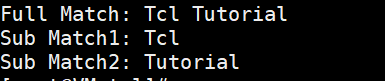 Full Match: Tcl Tutorial
Sub Match1: Tcl
Sub Match2: Tutorial